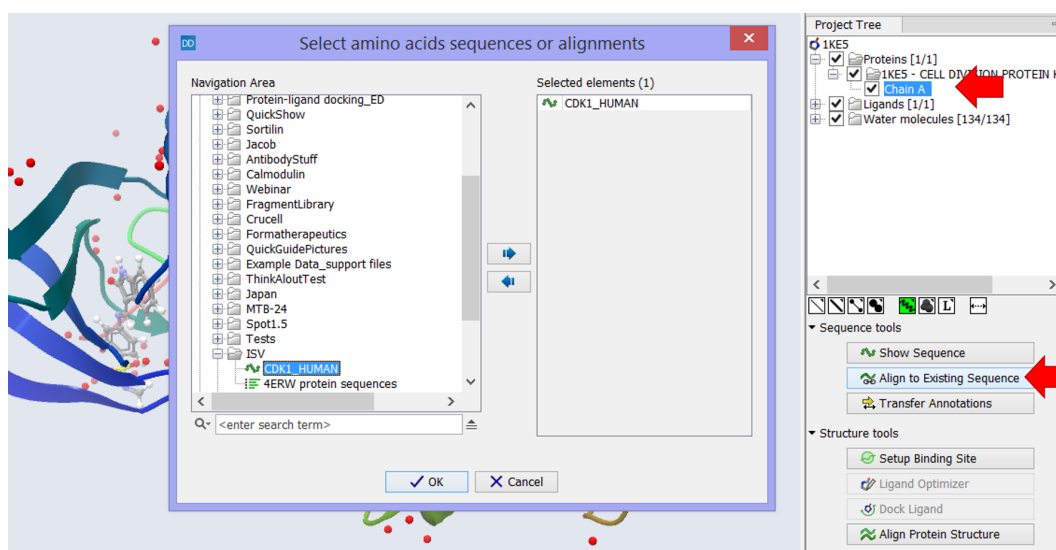 DD
Select amino acids sequences or alignments
Navigation Area
Protein-ligand docking_ED
QuickShow
Sortilin
Jacob
AntibodyStuff
Calmodulin
Webinar
FragmentLibrary
Crucell
Formatherapeutics
QuickGuidePictures
Example Data_support files
ThinkAloutTest
Japan
MTB-24
Spot1.5
Tests
ISV
CDK1_HUMAN
4ERW protein sequences
<enter search term>
Selected elements (1)
CDK1_HUMAN
OK
Cancel
Project Tree
1KE5
Proteins [1/1]
1KE5 - CELL DIVISION PROTEIN K
Chain A
Ligands [1/1]
Water molecules [134/134]
L
Sequence tools
Show Sequence
Align to Existing Sequence
Transfer Annotations
Structure tools
Setup Binding Site
Ligand Optimizer
Dock Ligand
Align Protein Structure